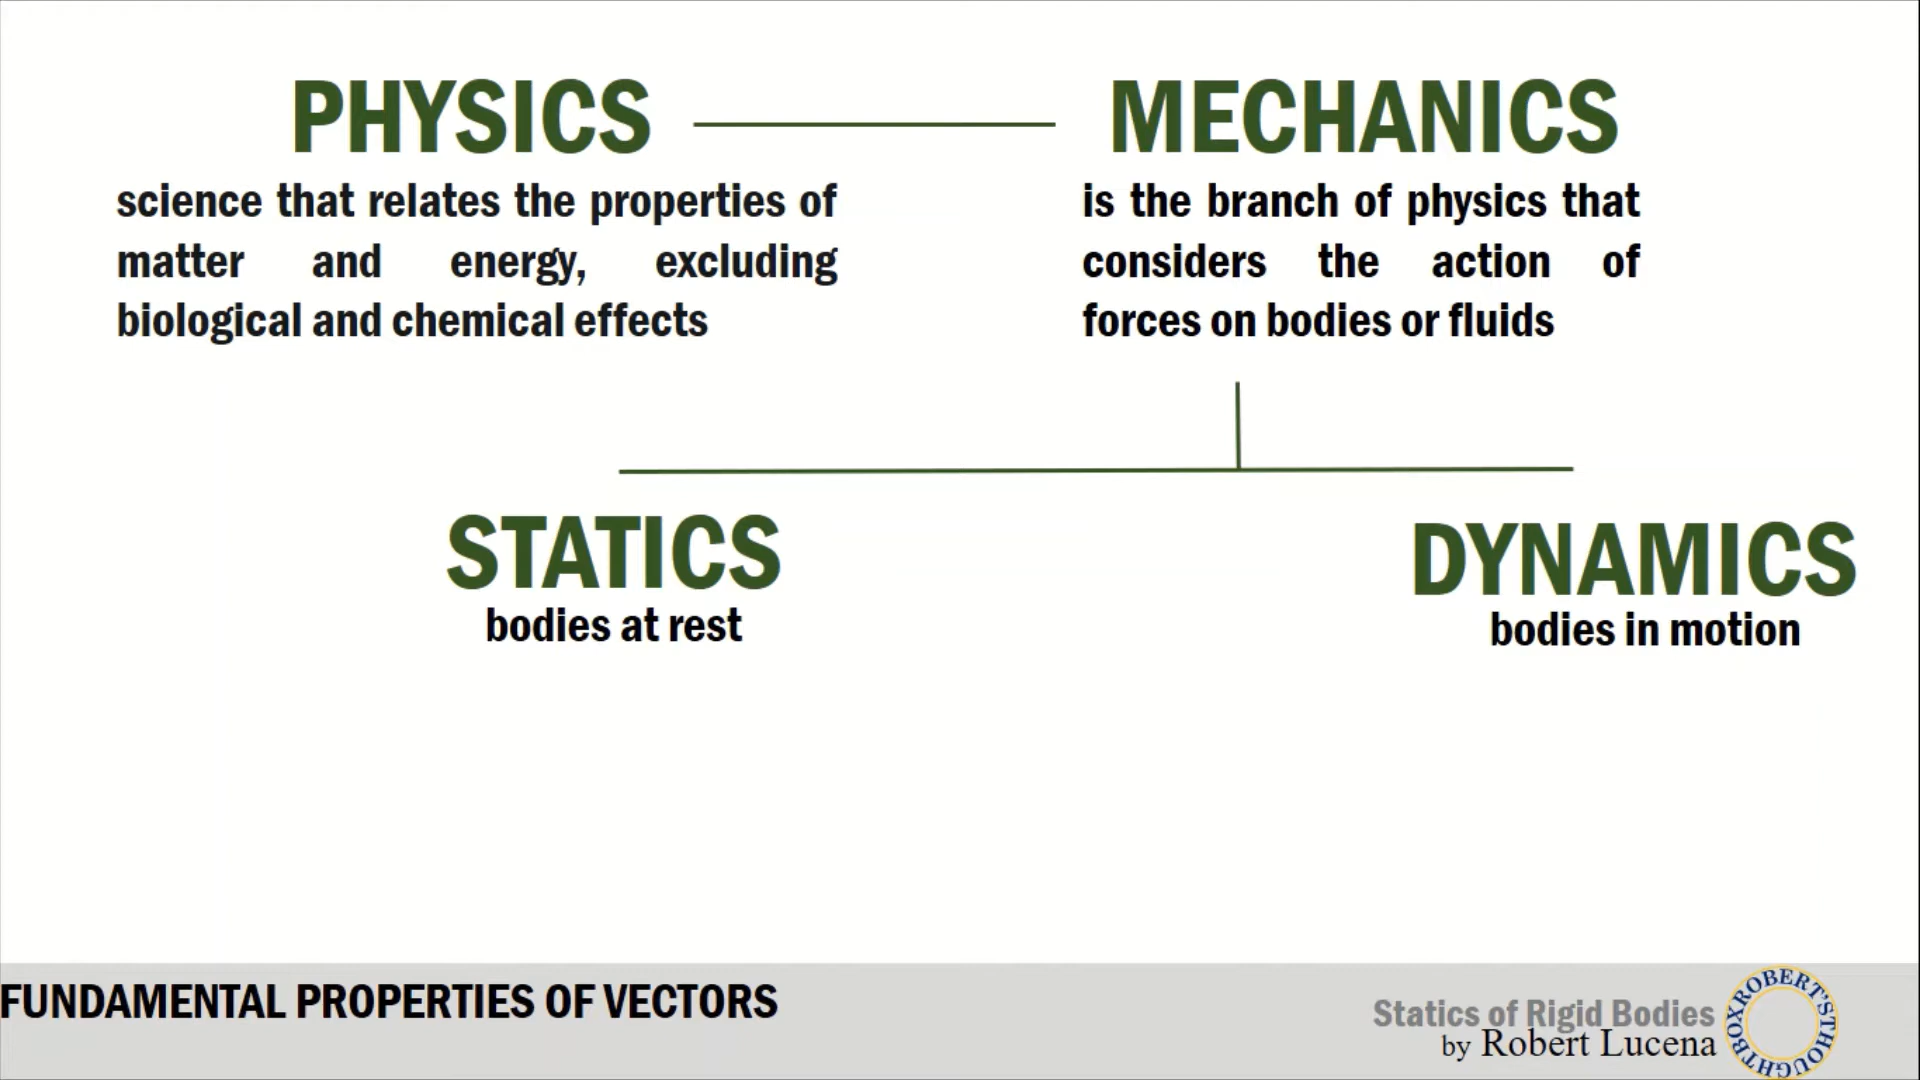 PHYSICS
science that relates the properties of
matter and energy, excluding
biological and chemical effects
MECHANICS
is the branch of physics that
considers the action of
forces on bodies or fluids
STATICS
bodies at rest
DYNAMICS
bodies in motion
FUNDAMENTAL PROPERTIES OF VECTORS
Statics of Rigid Bodies
by Robert Lucena
ROBERT'S THOUGHTBOX